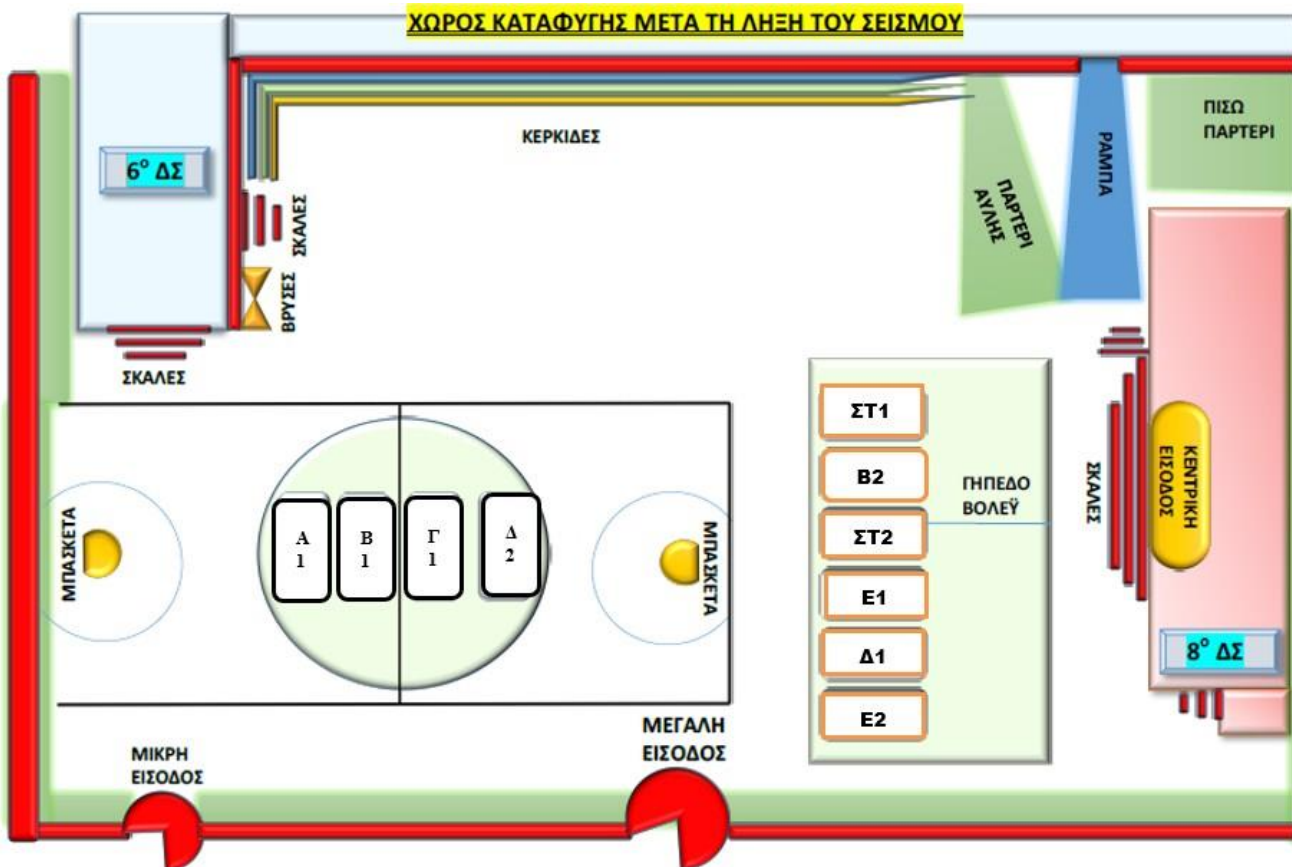 ΧΩΡΟΣ ΚΑΤΑΦΥΓΗΣ ΜΕΤΑ ΤΗ ΛΗΞΗ ΤΟΥ ΣΕΙΣΜΟΥ
ΚΕΡΚΙΔΕΣ
ΠΙΣΩ
ΠΑΡΤΕΡΙ
6° ΔΣ
ΡΑΜΠΑ
ΠΑΡΤΕΡΙ
ΑΥΛΗΣ
ΣΚΑΛΕΣ
ΒΡΥΣΕΣ
ΣΚΑΛΕΣ
ΣΤ1
Β2
ΣΤ2
Ε1
Δ1
Ε2
ΓΗΠΕΔΟ
ΒΟΛΕΫ
ΣΚΑΛΕΣ
ΚΕΝΤΡΙΚΗ
ΕΙΣΟΔΟΣ
ΜΠΑΣΚΕΤΑ
Α
1
Β
1
Γ
1
Δ
2
ΜΠΑΣΚΕΤΑ
8° ΔΣ
ΜΙΚΡΗ
ΕΙΣΟΔΟΣ
ΜΕΓΑΛΗ
ΕΙΣΟΔΟΣ